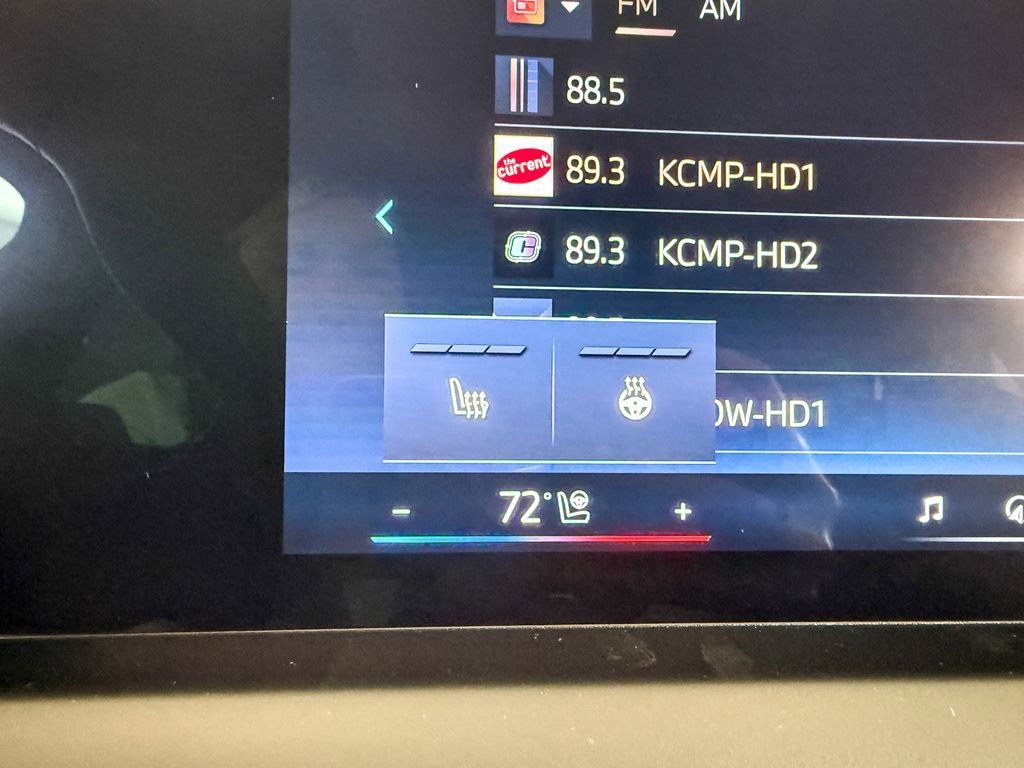 FM AM
88.5
the current
89.3 KCMP-HD1
C
89.3 KCMP-HD2
OW-HD1
- 72° +